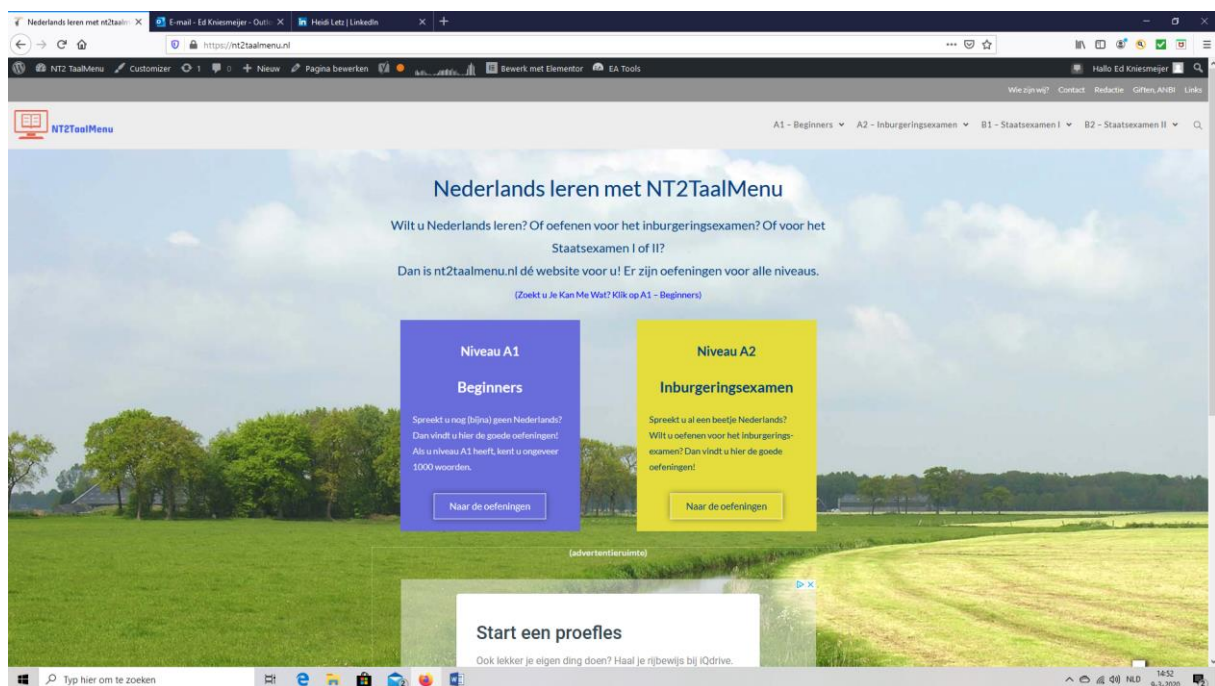 Nederlands leren met nt2taalm
E-mail - Ed Kniesmeijer - Outlo
Heidi Letz | LinkedIn
https://nt2taalmenu.nl
NT2 TaalMenu Customizer 1 0 Nieuw Pagina bewerken Bewerk met Elementor EA Tools Hallo Ed Kniesmeijer
Wie zijn wij? Contact Redactie Giften, ANBI Links
NT2TaalMenu
A1 – Beginners A2 – Inburgeringsexamen B1 – Staatsexamen I B2 – Staatsexamen II
Nederlands leren met NT2TaalMenu
Wilt u Nederlands leren? Of oefenen voor het inburgeringsexamen? Of voor het
Staatsexamen I of II?
Dan is nt2taalmenu.nl dé website voor u! Er zijn oefeningen voor alle niveaus.
(Zoekt u Je Kan Me Wat? Klik op A1 – Beginners)
Niveau A1
Beginners
Spreekt u nog (bijna) geen Nederlands?
Dan vindt u hier de goede oefeningen!
Als u niveau A1 heeft, kent u ongeveer
1000 woorden.
Naar de oefeningen
Niveau A2
Inburgeringsexamen
Spreekt u al een beetje Nederlands?
Wilt u oefenen voor het inburgerings-
examen? Dan vindt u hier de goede
oefeningen!
Naar de oefeningen
(advertentieruimte)
Start een proefles
Ook lekker je eigen ding doen? Haal je rijbewijs bij iQdrive.
Typ hier om te zoeken
NLD
14:52
9-3-2020